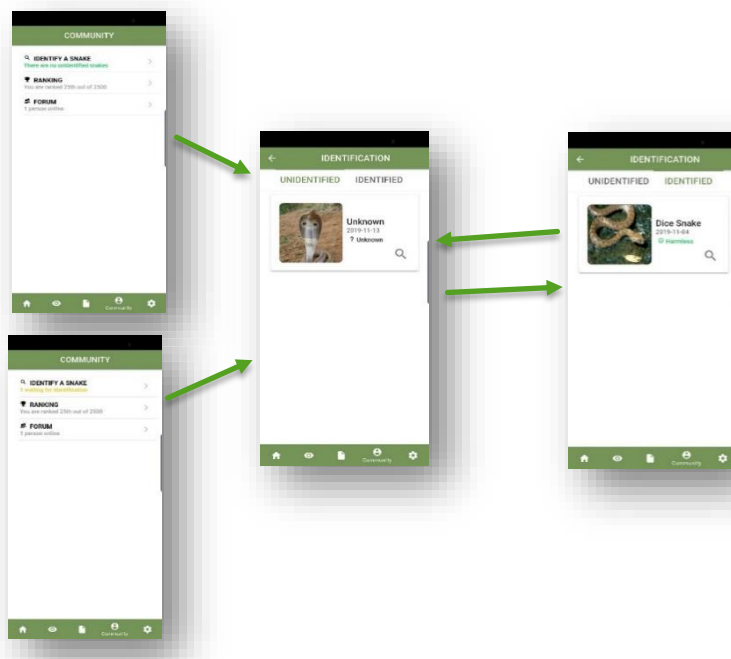 COMMUNITY
IDENTIFY A SNAKE
There are no unidentified snakes
RANKING
You are ranked 25th out of 2500
FORUM
1 person online
Community
COMMUNITY
IDENTIFY A SNAKE
1 waiting for identification
RANKING
You are ranked 25th out of 2500
FORUM
1 person online
Community
IDENTIFICATION
UNIDENTIFIED IDENTIFIED
Unknown
2019-11-13
? Unknown
Community
IDENTIFICATION
UNIDENTIFIED IDENTIFIED
Dice Snake
2019-11-04
Harmless
Community